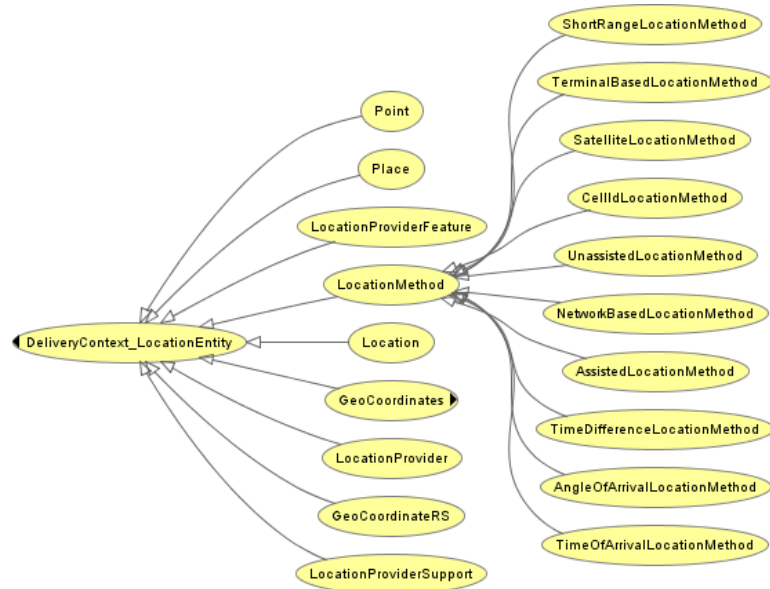 ShortRangeLocationMethod
TerminalBasedLocationMethod
Point
SatelliteLocationMethod
Place
CellIdLocationMethod
LocationProviderFeature
UnassistedLocationMethod
LocationMethod
NetworkBasedLocationMethod
DeliveryContext_LocationEntity
Location
AssistedLocationMethod
GeoCoordinates
TimeDifferenceLocationMethod
LocationProvider
AngleOfArrivalLocationMethod
GeoCoordinateRS
TimeOfArrivalLocationMethod
LocationProviderSupport